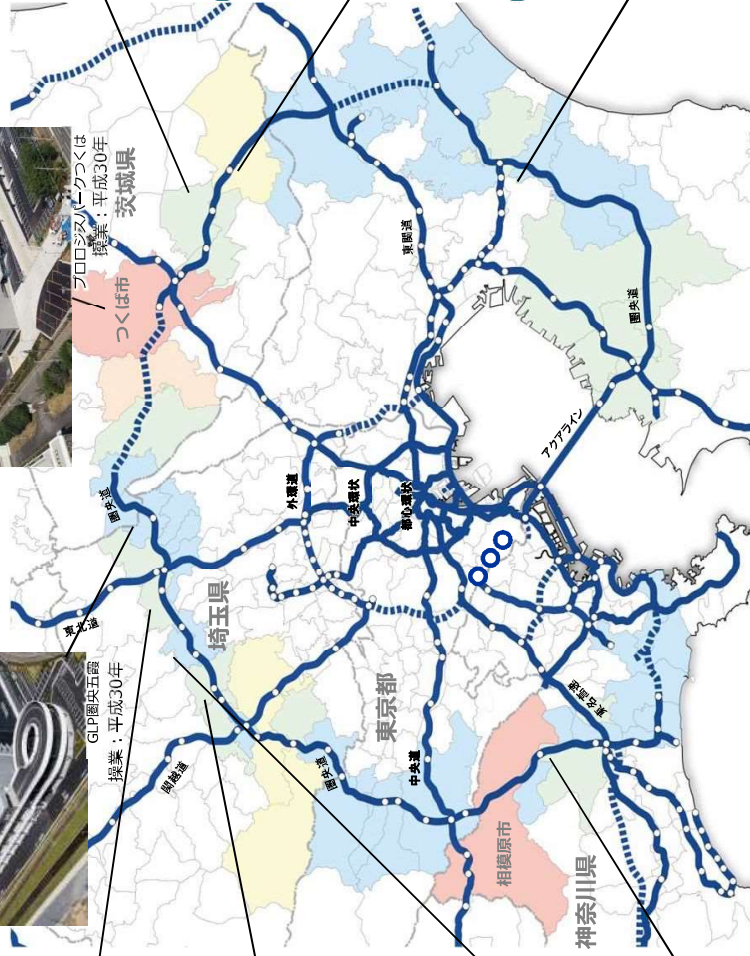 プロロジスパークつくば
操業：平成30年
茨城県
つくば市
東関道
圏央道
アクアライン
圏央道
外環道
中央環状
都心環状
東北道
埼玉県
GLP圏央五霞
操業：平成30年
東京都
関越道
圏央道
中央道
東名高速
相模原市
神奈川県